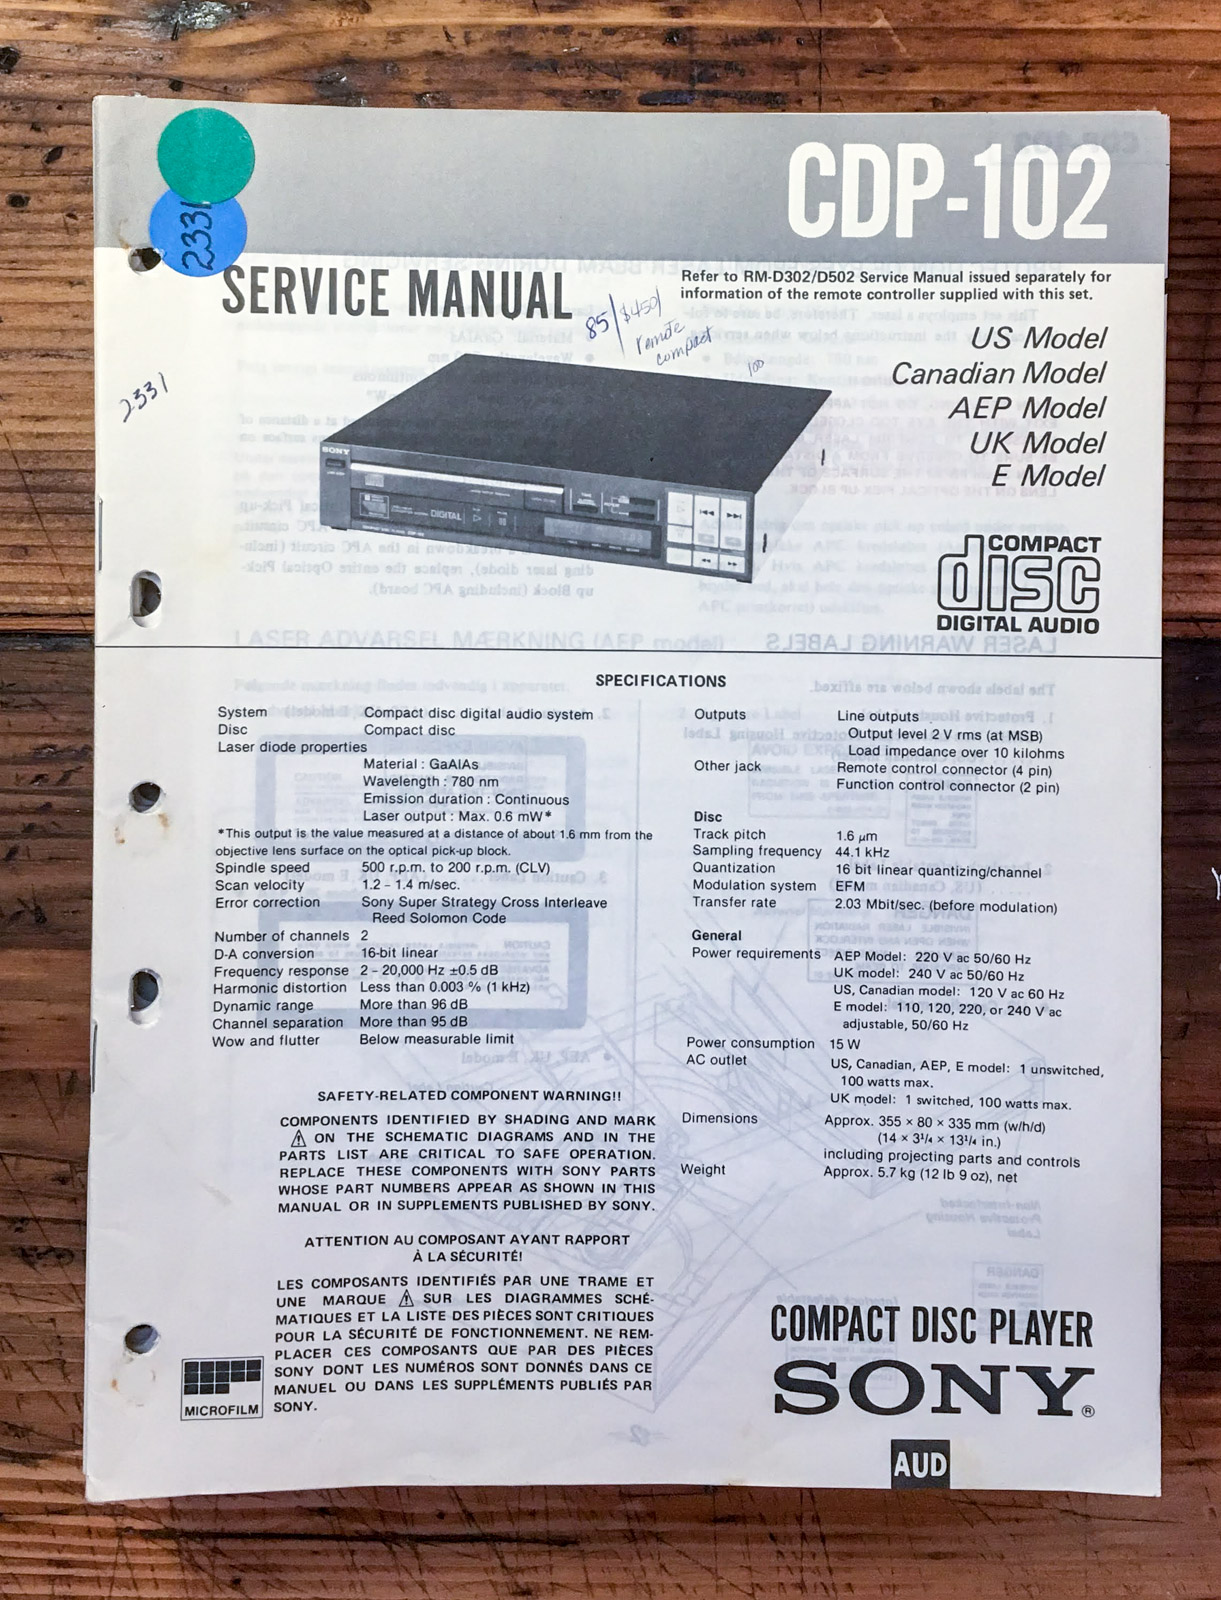 CDP-102
2331
SERVICE MANUAL
Refer to RM-D302/D502 Service Manual issued separately for
information of the remote controller supplied with this set.
85/$450/
remote
compact
100
2331
US Model
Canadian Model
AEP Model
UK Model
E Model
SONY
DIGITAL
COMPACT
disc
DIGITAL AUDIO
SPECIFICATIONS
System Compact disc digital audio system
Disc Compact disc
Laser diode properties
Material : GaAlAs
Wavelength : 780 nm
Emission duration : Continuous
Laser output : Max. 0.6 mW*
*This output is the value measured at a distance of about 1.6 mm from the
objective lens surface on the optical pick-up block.
Spindle speed 500 r.p.m. to 200 r.p.m. (CLV)
Scan velocity 1.2 - 1.4 m/sec.
Error correction Sony Super Strategy Cross Interleave
Reed Solomon Code
Number of channels 2
D-A conversion 16-bit linear
Frequency response 2 - 20,000 Hz ±0.5 dB
Harmonic distortion Less than 0.003 % (1 kHz)
Dynamic range More than 96 dB
Channel separation More than 95 dB
Wow and flutter Below measurable limit
SAFETY-RELATED COMPONENT WARNING!!
COMPONENTS IDENTIFIED BY SHADING AND MARK
⚠ ON THE SCHEMATIC DIAGRAMS AND IN THE
PARTS LIST ARE CRITICAL TO SAFE OPERATION.
REPLACE THESE COMPONENTS WITH SONY PARTS
WHOSE PART NUMBERS APPEAR AS SHOWN IN THIS
MANUAL OR IN SUPPLEMENTS PUBLISHED BY SONY.
ATTENTION AU COMPOSANT AYANT RAPPORT
À LA SÉCURITÉ!
LES COMPOSANTS IDENTIFIÉS PAR UNE TRAME ET
UNE MARQUE ⚠ SUR LES DIAGRAMMES SCHÉ-
MATIQUES ET LA LISTE DES PIÈCES SONT CRITIQUES
POUR LA SÉCURITÉ DE FONCTIONNEMENT. NE REM-
PLACER CES COMPOSANTS QUE PAR DES PIÈCES
SONY DONT LES NUMÉROS SONT DONNÉS DANS CE
MANUEL OU DANS LES SUPPLÉMENTS PUBLIÉS PAR
SONY.
MICROFILM
Outputs Line outputs
Output level 2 V rms (at MSB)
Load impedance over 10 kilohms
Other jack Remote control connector (4 pin)
Function control connector (2 pin)
Disc
Track pitch 1.6 µm
Sampling frequency 44.1 kHz
Quantization 16 bit linear quantizing/channel
Modulation system EFM
Transfer rate 2.03 Mbit/sec. (before modulation)
General
Power requirements AEP Model: 220 V ac 50/60 Hz
UK model: 240 V ac 50/60 Hz
US, Canadian model: 120 V ac 60 Hz
E model: 110, 120, 220, or 240 V ac
adjustable, 50/60 Hz
Power consumption 15 W
AC outlet US, Canadian, AEP, E model: 1 unswitched,
100 watts max.
UK model: 1 switched, 100 watts max.
Dimensions Approx. 355 × 80 × 335 mm (w/h/d)
(14 × 3 1/4 × 13 1/4 in.)
including projecting parts and controls
Weight Approx. 5.7 kg (12 lb 9 oz), net
COMPACT DISC PLAYER
SONY®
AUD